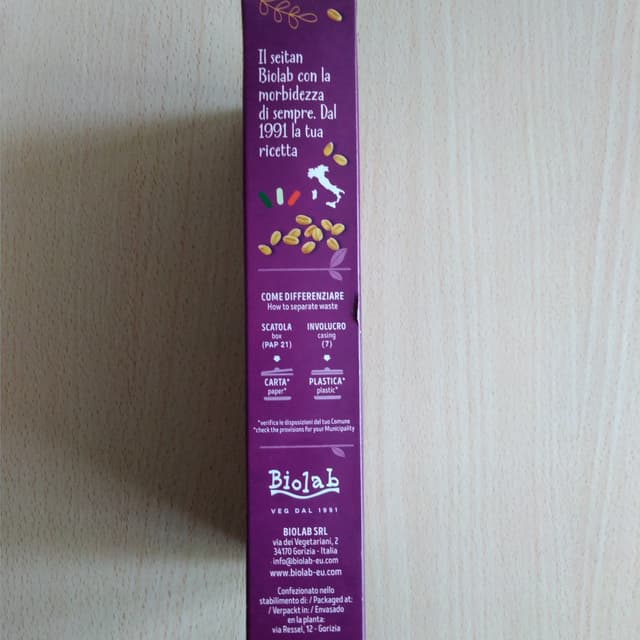 Il seitan
Biolab con la
morbidezza
di sempre. Dal
1991 la tua
ricetta
COME DIFFERENZIARE
How to separate waste
SCATOLA
box
(PAP 21)
INVOLUCRO
casing
(7)
CARTA*
paper*
PLASTICA*
plastic*
*verifica le disposizioni dal tuo Comune
*check the provisions for your Municipality
Biolab
VEG DAL 1991
BIOLAB SRL
via dei Vegetariani, 2
34170 Gorizia - Italia
info@biolab-eu.com
www.biolab-eu.com
Confezionato nello
stabilimento di: / Packaged at:
/ Verpackt in: / Envasado
en la planta:
via Ressel, 12 - Gorizia